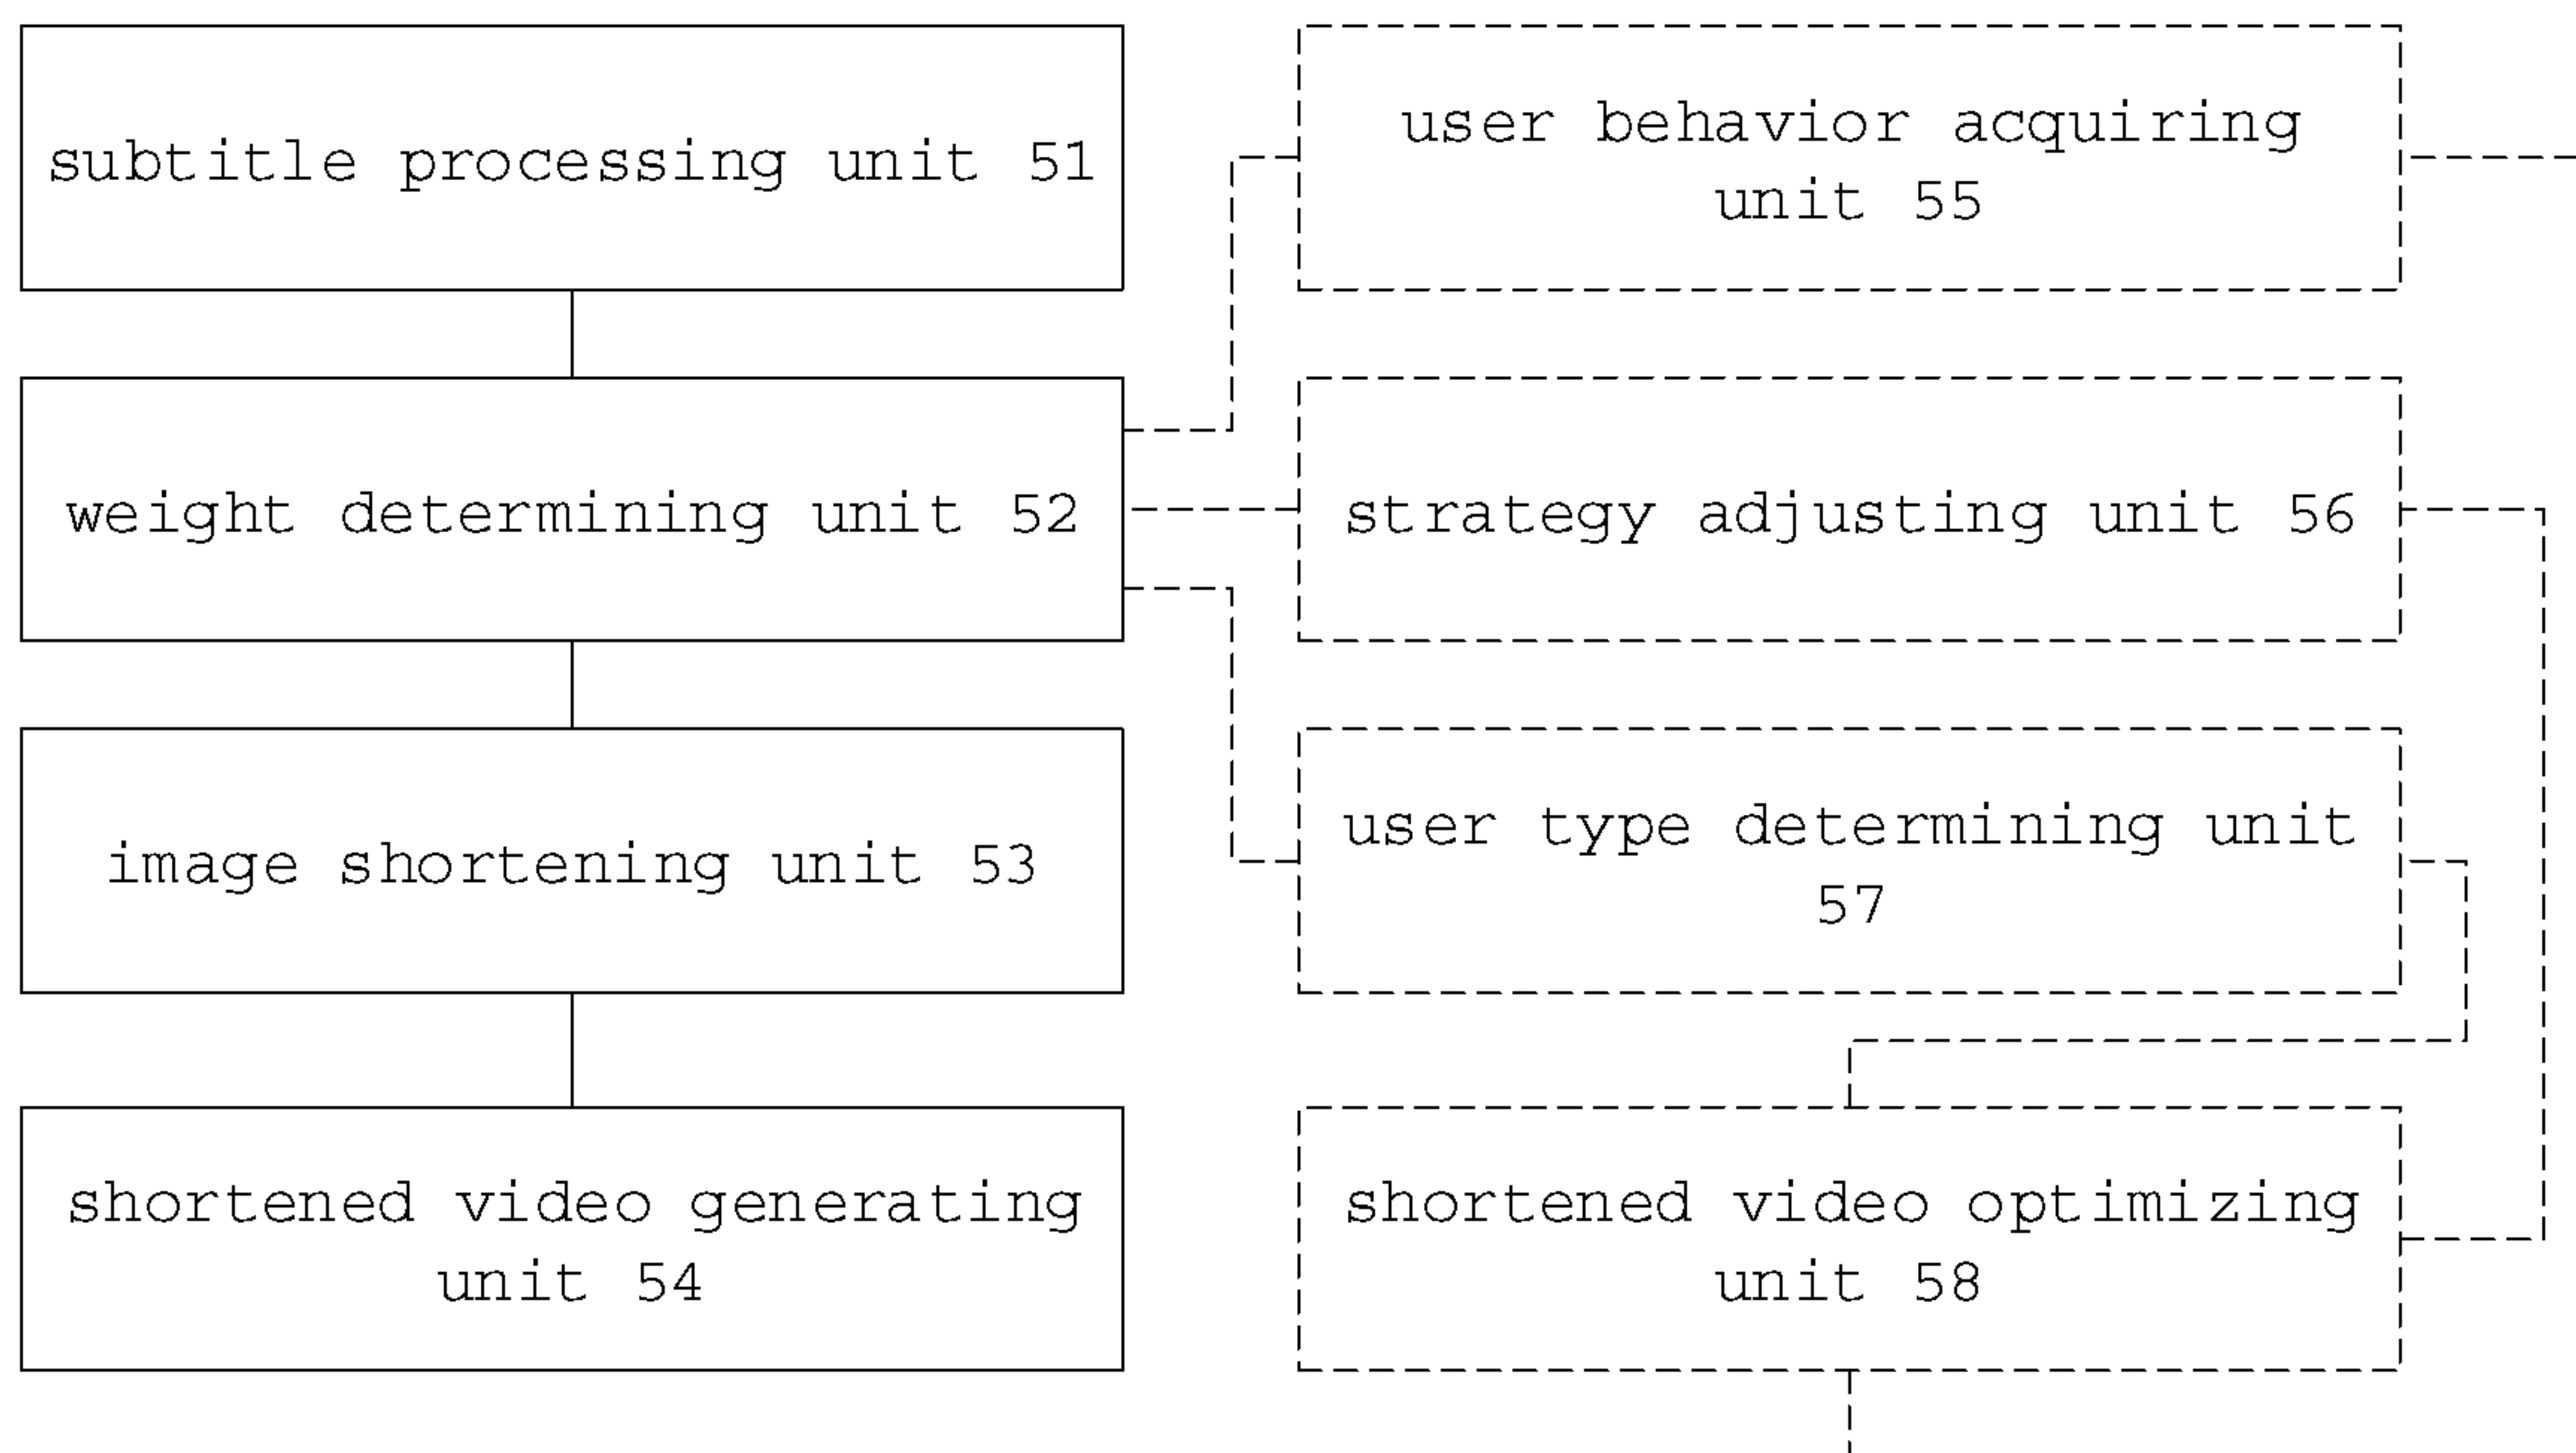 subtitle processing unit 51
weight determining unit 52
image shortening unit 53
shortened video generating
unit 54
user behavior acquiring
unit 55
strategy adjusting unit 56
user type determining unit
57
shortened video optimizing
unit 58